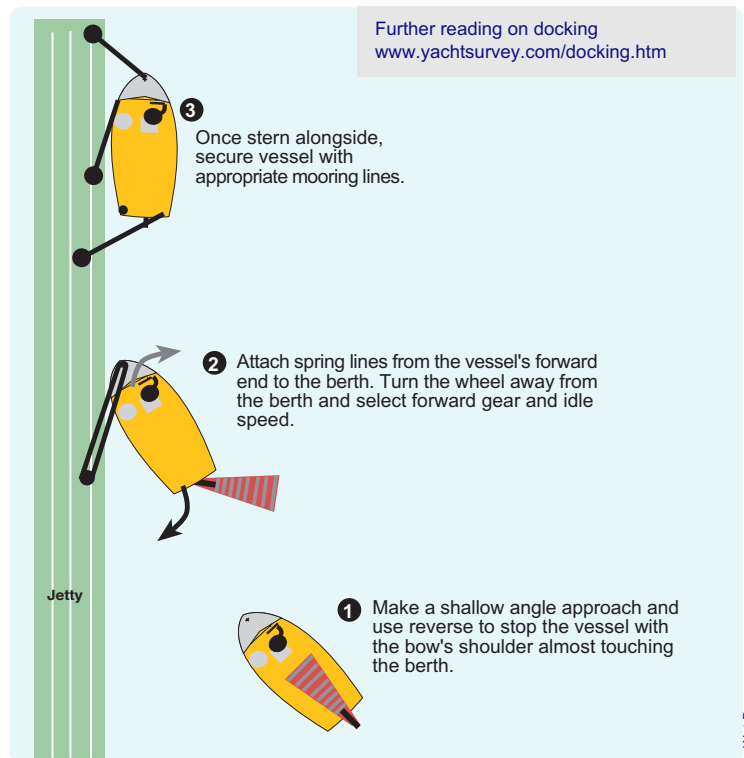 Further reading on docking
www.yachtsurvey.com/docking.htm
3
Once stern alongside,
secure vessel with
appropriate mooring lines.
2
Attach spring lines from the vessel's forward
end to the berth. Turn the wheel away from
the berth and select forward gear and idle
speed.
Jetty
1
Make a shallow angle approach and
use reverse to stop the vessel with
the bow's shoulder almost touching
the berth.